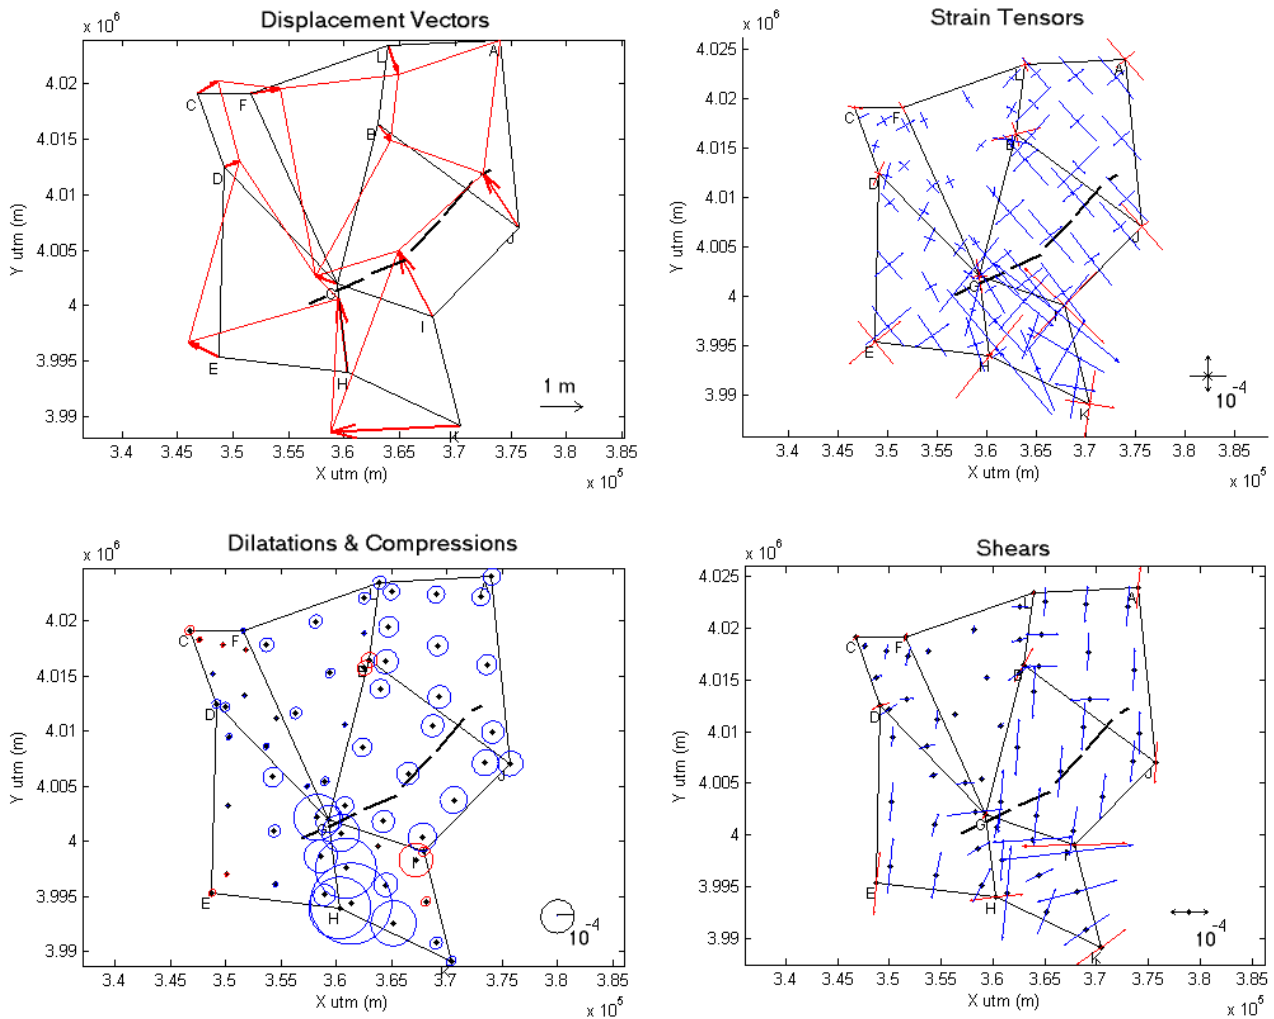 Displacement Vectors
x 10^6
4.02
4.015
4.01
4.005
4
3.995
3.99
Y utm (m)
C
F
L
A
B
D
G
J
I
E
H
K
1 m
3.4 3.45 3.5 3.55 3.6 3.65 3.7 3.75 3.8 3.85
X utm (m)
x 10^5
Strain Tensors
x 10^6
4.025
4.02
4.015
4.01
4.005
4
3.995
3.99
Y utm (m)
C
F
L
A
B
D
G
J
I
E
H
K
10^-4
3.4 3.45 3.5 3.55 3.6 3.65 3.7 3.75 3.8 3.85
X utm (m)
x 10^5
Dilatations & Compressions
x 10^6
4.02
4.015
4.01
4.005
4
3.995
3.99
Y utm (m)
C
F
L
A
B
D
G
J
I
E
H
K
10^-4
3.4 3.45 3.5 3.55 3.6 3.65 3.7 3.75 3.8 3.85
X utm (m)
x 10^5
Shears
x 10^6
4.025
4.02
4.015
4.01
4.005
4
3.995
3.99
Y utm (m)
C
F
L
A
B
D
G
J
I
E
H
K
10^-4
3.4 3.45 3.5 3.55 3.6 3.65 3.7 3.75 3.8 3.85
X utm (m)
x 10^5